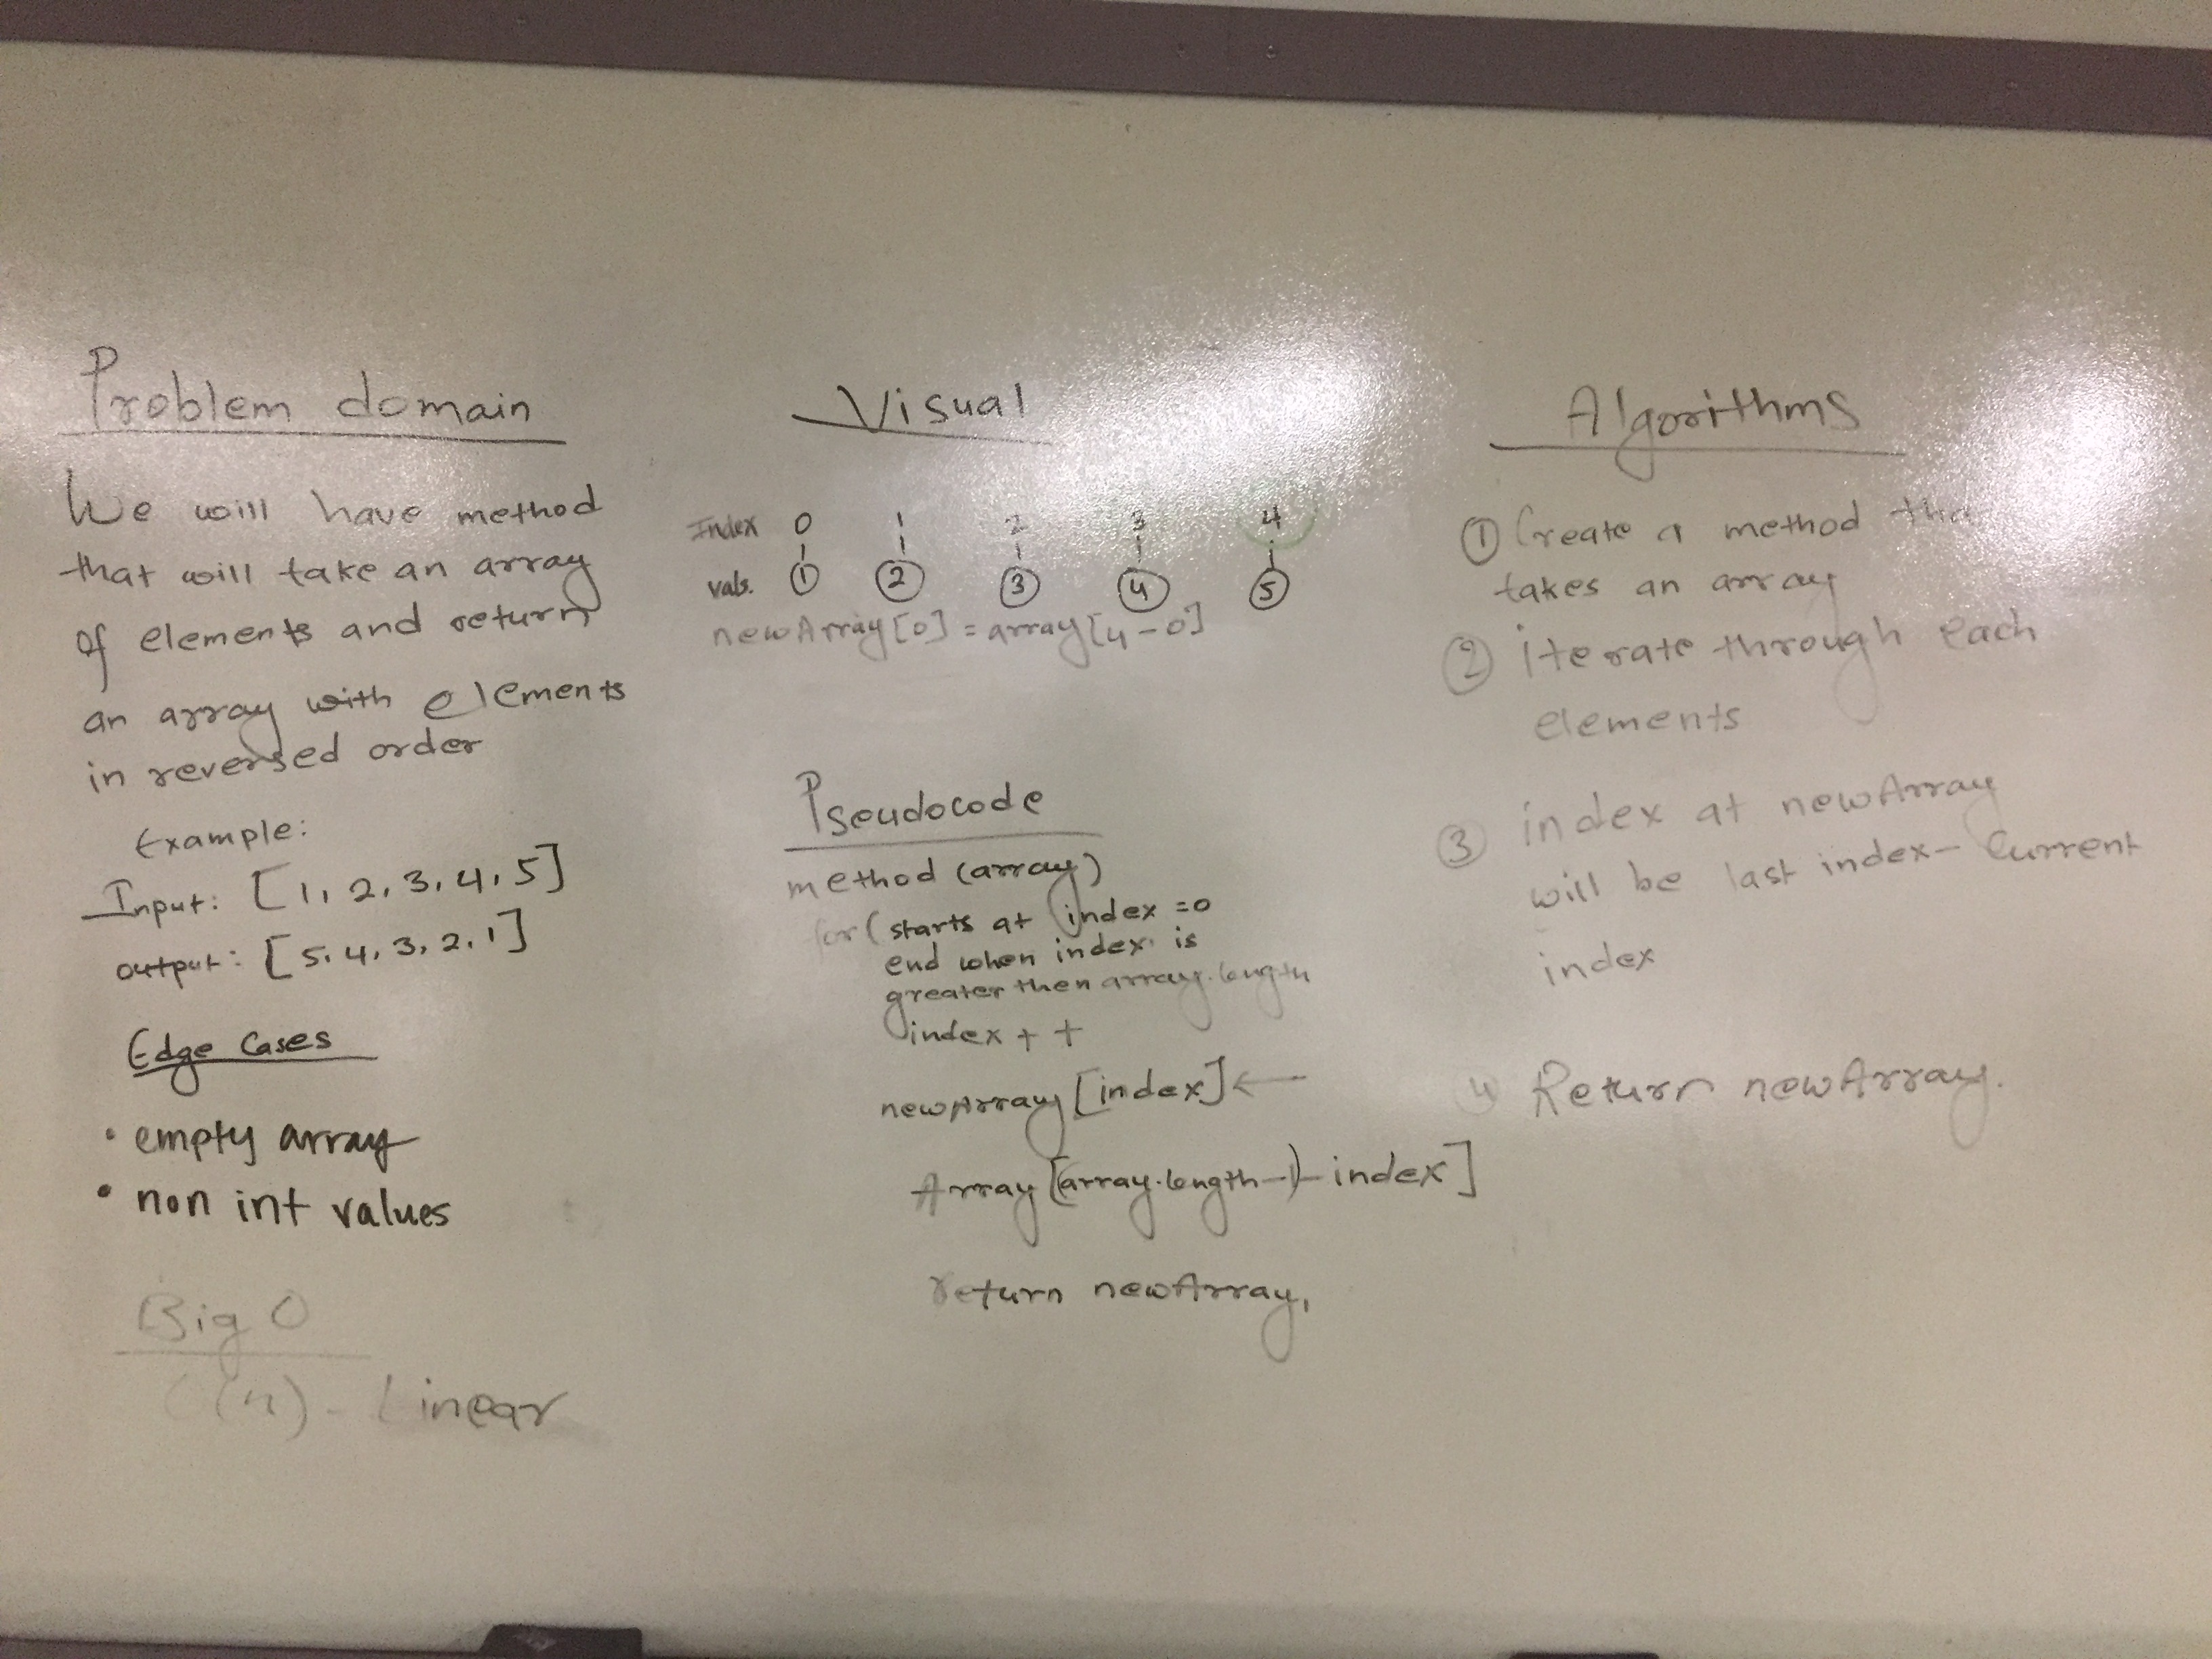 Problem domain
We will have method
that will take an array
of elements and return
an array with elements
in reversed order
Example:
Input: [1, 2, 3, 4, 5]
output: [5, 4, 3, 2, 1]
Edge Cases
• empty array
• non int values
Big O
(n) - Linear
Visual
Index 0 1 2 3 4
vals. 1 2 3 4 5
newArray[0] = array[4-0]
Pseudocode
method (array)
for( starts at index =0
end when index is
greater then array.length
index ++
newArray[index] ←
Array[(array.length-1)-index]
return newArray,
Algorithms
① Create a method
takes an array
② iterate through each
elements
③ index at newArray
will be last index- Current
index
4 Return newArray.